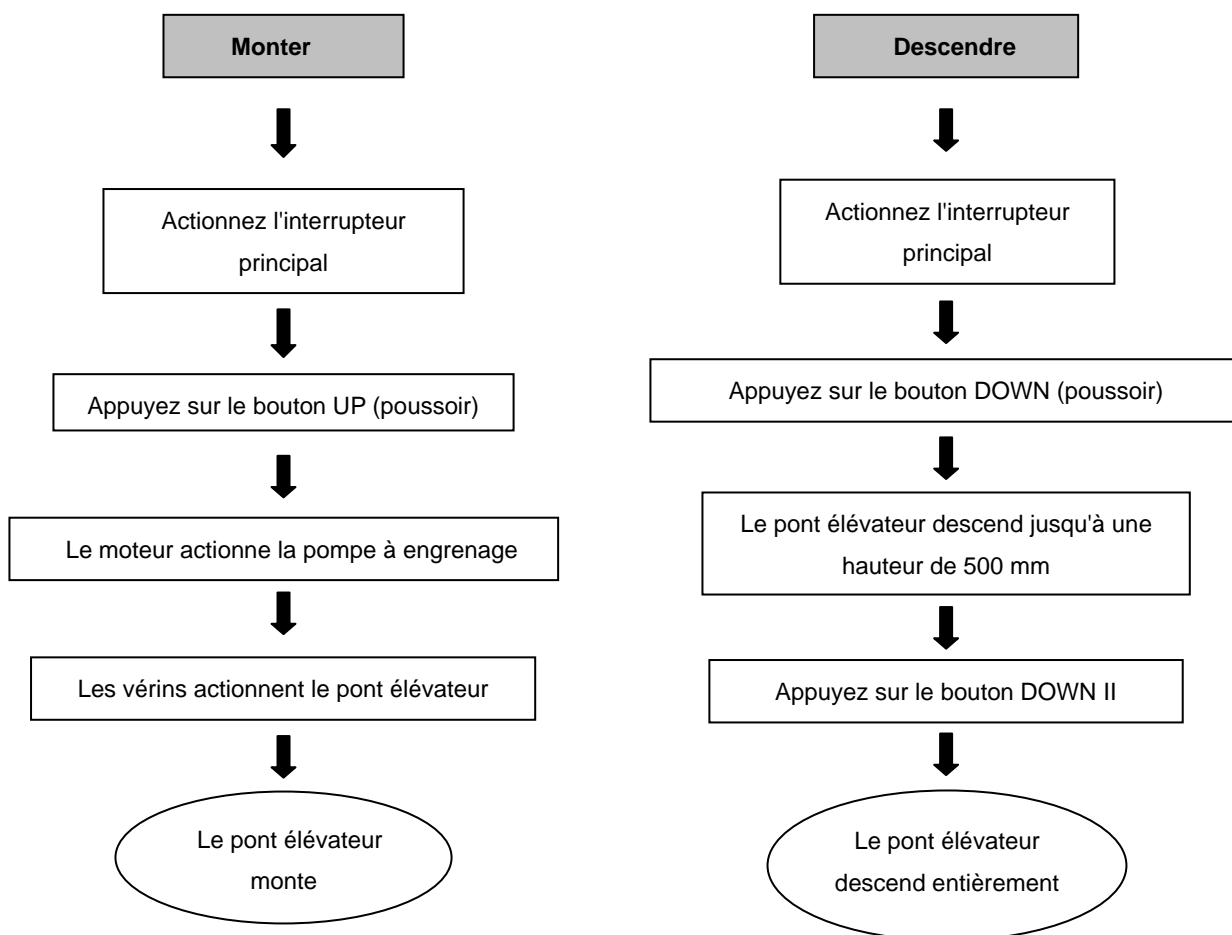 Monter
Actionnez l'interrupteur
principal
Appuyez sur le bouton UP (poussoir)
Le moteur actionne la pompe à engrenage
Les vérins actionnent le pont élévateur
Le pont élévateur
monte
Descendre
Actionnez l'interrupteur
principal
Appuyez sur le bouton DOWN (poussoir)
Le pont élévateur descend jusqu'à une
hauteur de 500 mm
Appuyez sur le bouton DOWN II
Le pont élévateur
descend entièrement